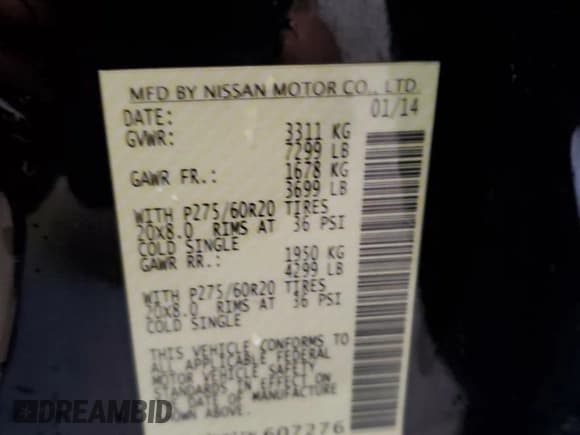 MFD BY NISSAN MOTOR CO., LTD.
DATE: 01/14
GVWR: 3311 KG
7299 LB
GAWR FR.: 1678 KG
3699 LB
WITH P275/60R20 TIRES
20X8.0 RIMS AT 36 PSI
COLD SINGLE
GAWR RR.: 1950 KG
4299 LB
WITH P275/60R20 TIRES
20X8.0 RIMS AT 36 PSI
COLD SINGLE
THIS VEHICLE CONFORMS TO
ALL APPLICABLE FEDERAL
MOTOR VEHICLE SAFETY
STANDARDS IN EFFECT ON
THE DATE OF MANUFACTURE
SHOWN ABOVE.
607276
DREAMBID